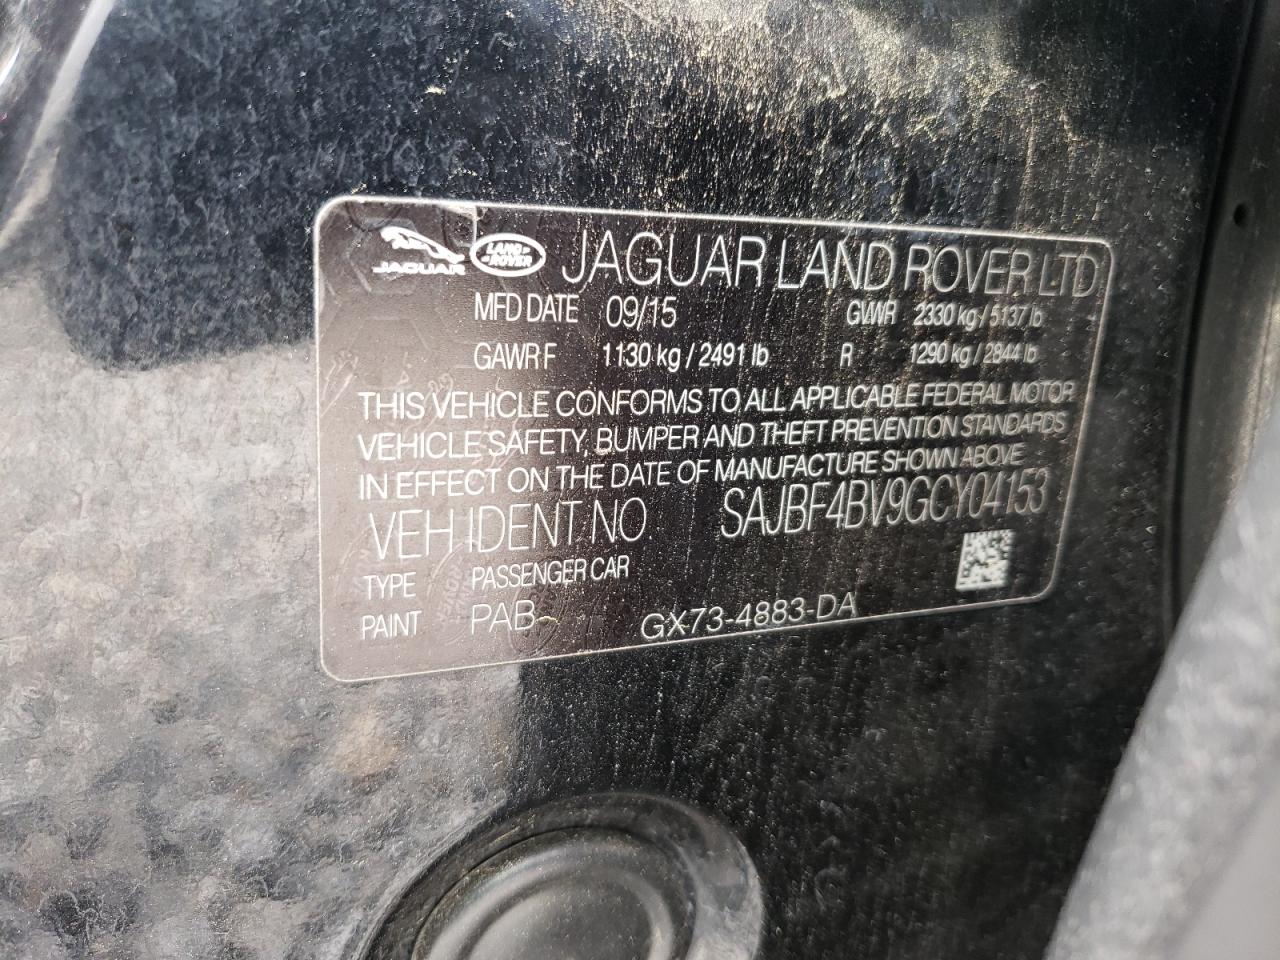 JAGUAR LAND ROVER JAGUAR LAND ROVER LTD
MFD DATE 09/15 GVWR 2330 kg / 5137 lb
GAWR F 1130 kg / 2491 lb R 1290 kg / 2844 lb
THIS VEHICLE CONFORMS TO ALL APPLICABLE FEDERAL MOTOR
VEHICLE SAFETY, BUMPER AND THEFT PREVENTION STANDARDS
IN EFFECT ON THE DATE OF MANUFACTURE SHOWN ABOVE
VEH IDENT NO. SAJBF4BV9GCY04153
TYPE PASSENGER CAR
PAINT PAB GX73-4883-DA